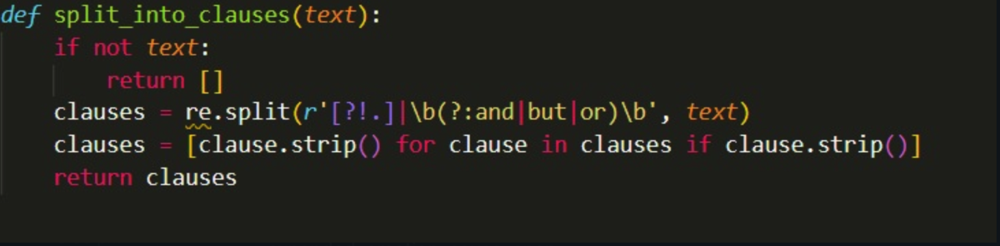 def split_into_clauses(text):
    if not text:
        return []
    clauses = re.split(r'[?!.]|\b(?:and|but|or)\b', text)
    clauses = [clause.strip() for clause in clauses if clause.strip()]
    return clauses